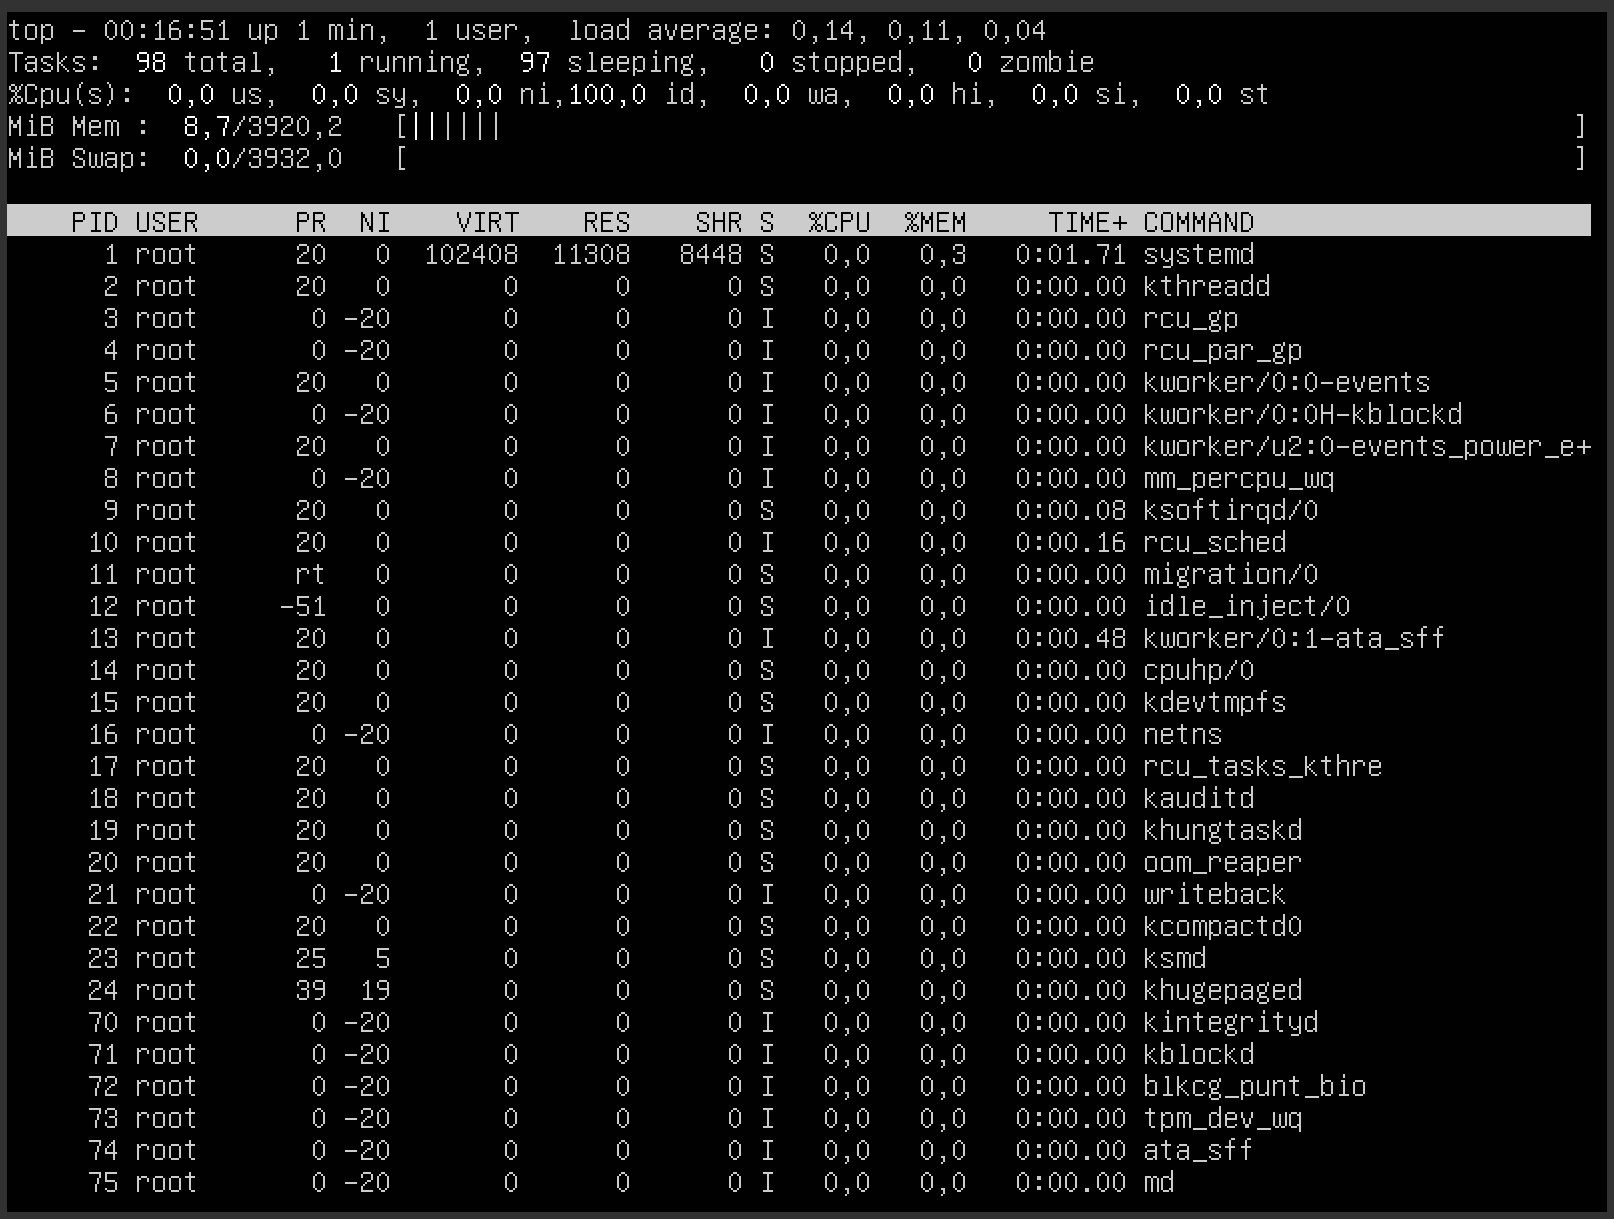 top - 00:16:51 up 1 min,  1 user,  load average: 0,14, 0,11, 0,04
Tasks:  98 total,   1 running,  97 sleeping,   0 stopped,   0 zombie
%Cpu(s):  0,0 us,  0,0 sy,  0,0 ni,100,0 id,  0,0 wa,  0,0 hi,  0,0 si,  0,0 st
MiB Mem :  8,7/3920,2   [||||||                                                                   ]
MiB Swap:  0,0/3932,0   [                                                                         ]
    PID USER      PR  NI    VIRT    RES    SHR S  %CPU  %MEM     TIME+ COMMAND
      1 root      20   0  102408  11308   8448 S   0,0   0,3   0:01.71 systemd
      2 root      20   0       0      0      0 S   0,0   0,0   0:00.00 kthreadd
      3 root       0 -20       0      0      0 I   0,0   0,0   0:00.00 rcu_gp
      4 root       0 -20       0      0      0 I   0,0   0,0   0:00.00 rcu_par_gp
      5 root      20   0       0      0      0 I   0,0   0,0   0:00.00 kworker/0:0-events
      6 root       0 -20       0      0      0 I   0,0   0,0   0:00.00 kworker/0:0H-kblockd
      7 root      20   0       0      0      0 I   0,0   0,0   0:00.00 kworker/u2:0-events_power_e+
      8 root       0 -20       0      0      0 I   0,0   0,0   0:00.00 mm_percpu_wq
      9 root      20   0       0      0      0 S   0,0   0,0   0:00.08 ksoftirqd/0
     10 root      20   0       0      0      0 I   0,0   0,0   0:00.16 rcu_sched
     11 root      rt   0       0      0      0 S   0,0   0,0   0:00.00 migration/0
     12 root     -51   0       0      0      0 S   0,0   0,0   0:00.00 idle_inject/0
     13 root      20   0       0      0      0 I   0,0   0,0   0:00.48 kworker/0:1-ata_sff
     14 root      20   0       0      0      0 S   0,0   0,0   0:00.00 cpuhp/0
     15 root      20   0       0      0      0 S   0,0   0,0   0:00.00 kdevtmpfs
     16 root       0 -20       0      0      0 I   0,0   0,0   0:00.00 netns
     17 root      20   0       0      0      0 S   0,0   0,0   0:00.00 rcu_tasks_kthre
     18 root      20   0       0      0      0 S   0,0   0,0   0:00.00 kauditd
     19 root      20   0       0      0      0 S   0,0   0,0   0:00.00 khungtaskd
     20 root      20   0       0      0      0 S   0,0   0,0   0:00.00 oom_reaper
     21 root       0 -20       0      0      0 I   0,0   0,0   0:00.00 writeback
     22 root      20   0       0      0      0 S   0,0   0,0   0:00.00 kcompactd0
     23 root      25   5       0      0      0 S   0,0   0,0   0:00.00 ksmd
     24 root      39  19       0      0      0 S   0,0   0,0   0:00.00 khugepaged
     70 root       0 -20       0      0      0 I   0,0   0,0   0:00.00 kintegrityd
     71 root       0 -20       0      0      0 I   0,0   0,0   0:00.00 kblockd
     72 root       0 -20       0      0      0 I   0,0   0,0   0:00.00 blkcg_punt_bio
     73 root       0 -20       0      0      0 I   0,0   0,0   0:00.00 tpm_dev_wq
     74 root       0 -20       0      0      0 I   0,0   0,0   0:00.00 ata_sff
     75 root       0 -20       0      0      0 I   0,0   0,0   0:00.00 md